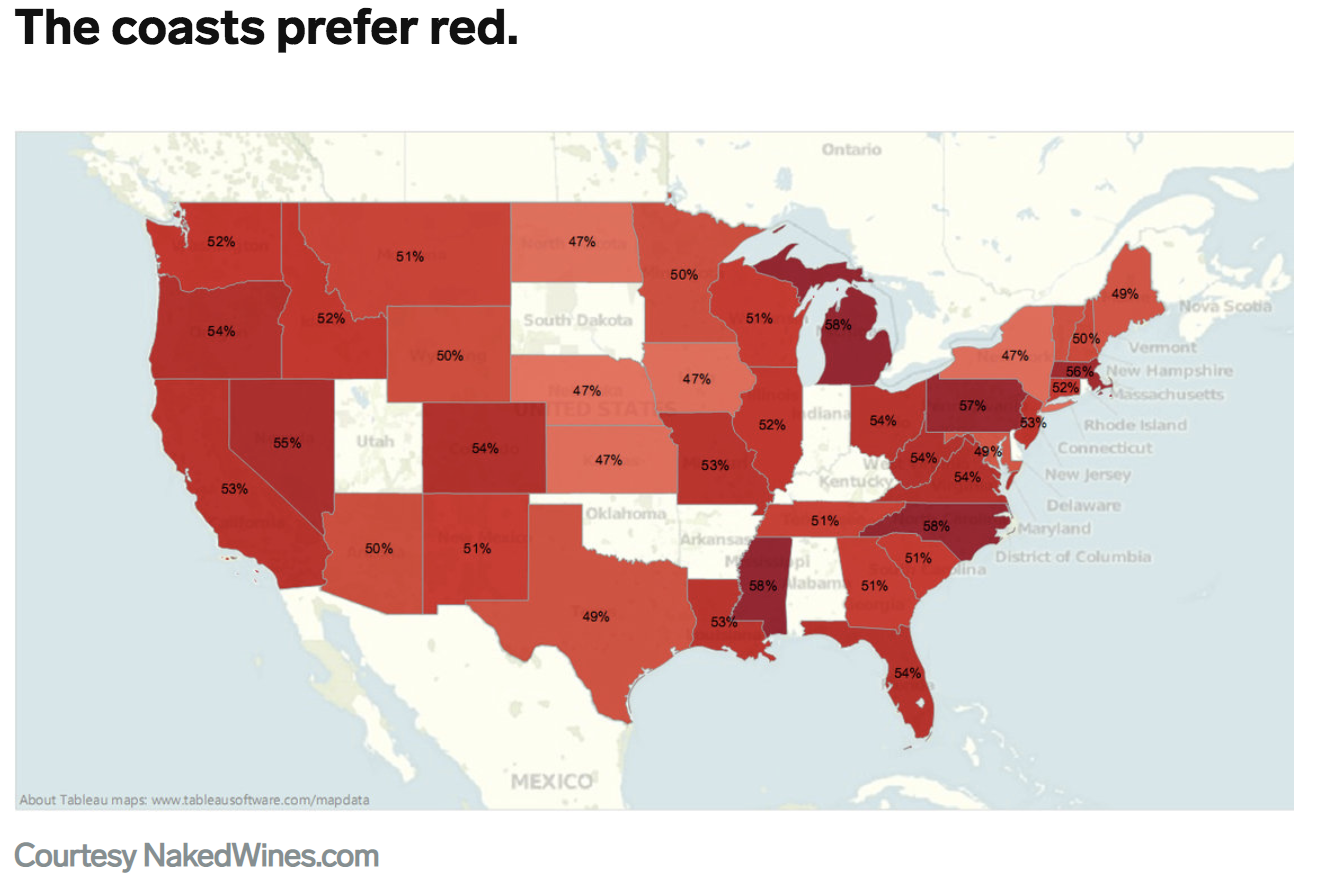 The coasts prefer red.
Ontario
52%
51%
47%
50%
49%
Nova Scotia
54%
52%
South Dakota
51%
58%
50%
Vermont
50%
47%
New Hampshire
56%
47%
47%
52%
Massachusetts
UNITED STATES
57%
Rhode Island
55%
Utah
54%
52%
Indiana
54%
53%
Connecticut
53%
47%
53%
54%
49%
New Jersey
54%
Kentucky
Delaware
Oklahoma
51%
58%
Maryland
50%
51%
Arkansas
District of Columbia
51%
49%
58%
Alabama
51%
53%
54%
MEXICO
About Tableau maps: www.tableausoftware.com/mapdata
Courtesy NakedWines.com